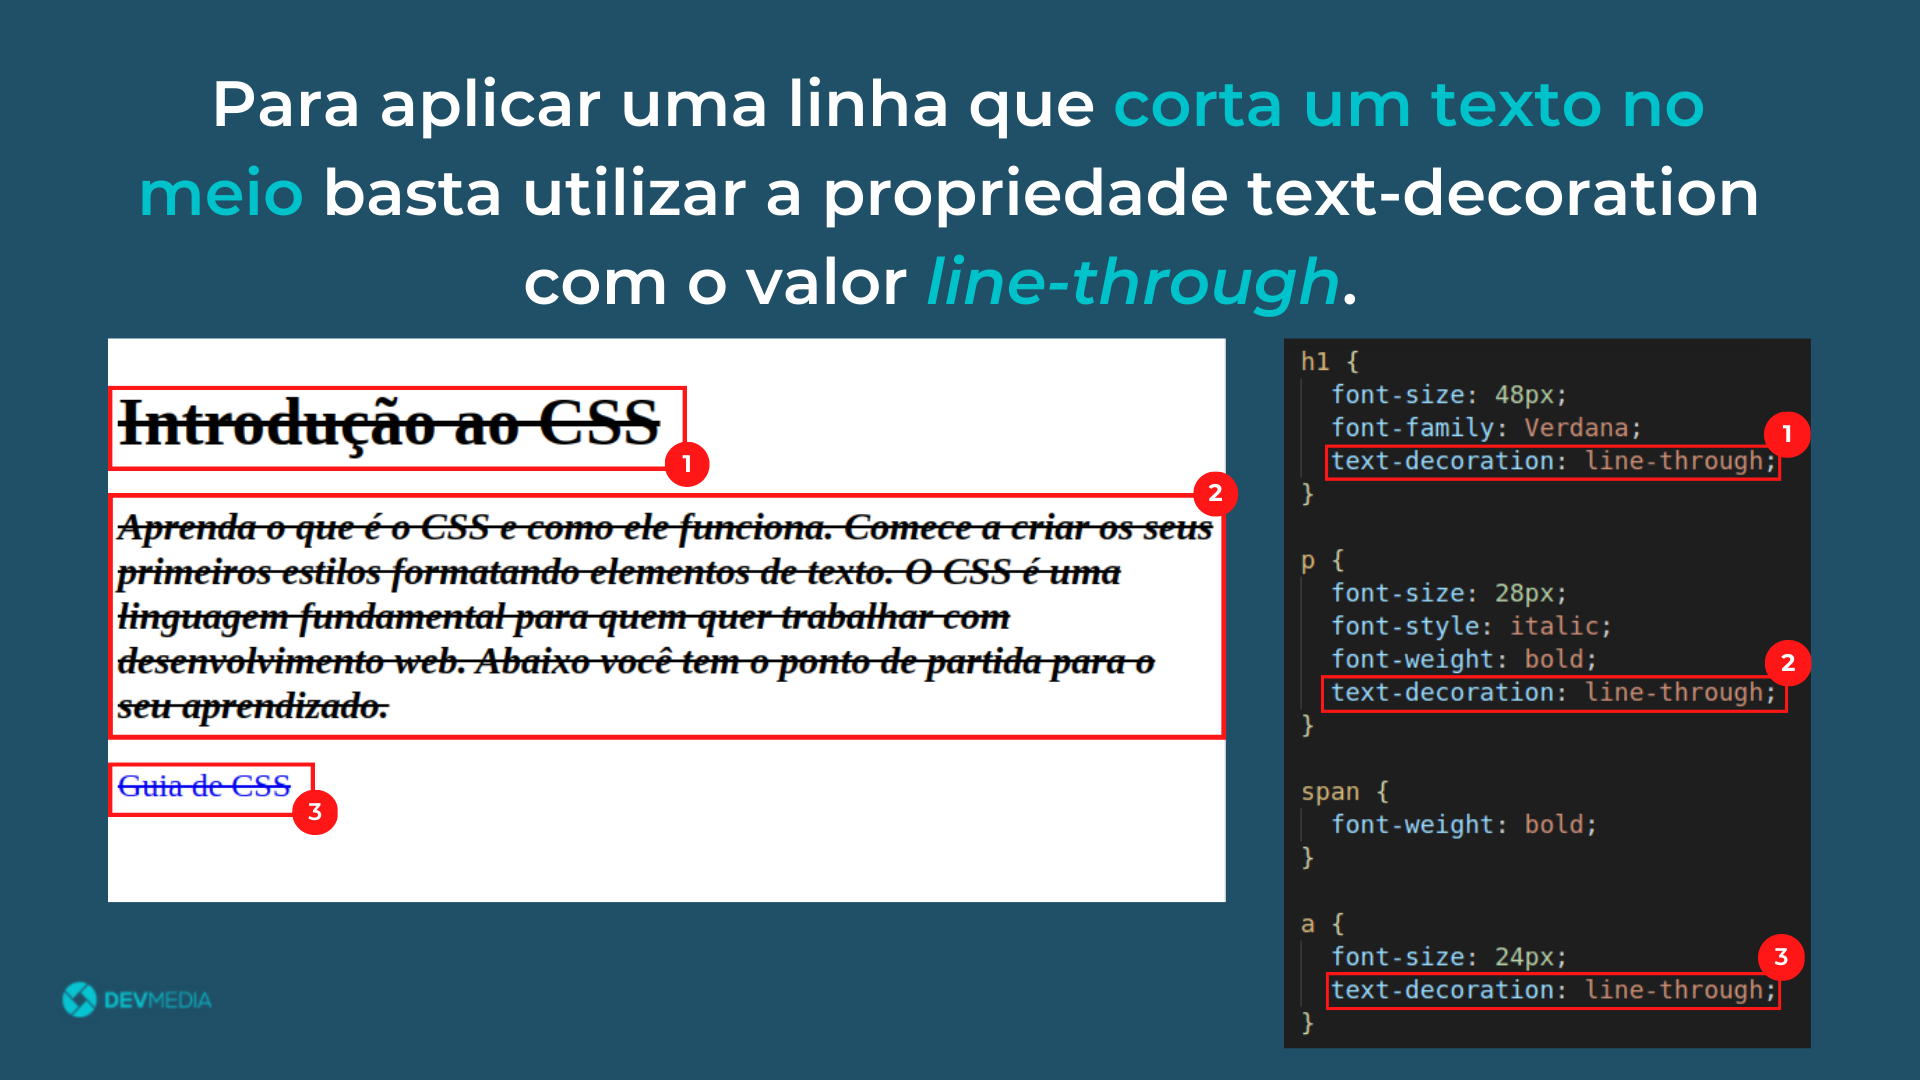 Para aplicar uma linha que corta um texto no
meio basta utilizar a propriedade text-decoration
com o valor line-through.
Introdução ao CSS
1
2
Aprenda o que é o CSS e como ele funciona. Comece a criar os seus
primeiros estilos formatando elementos de texto. O CSS é uma
linguagem fundamental para quem quer trabalhar com
desenvolvimento web. Abaixo você tem o ponto de partida para o
seu aprendizado.
Guia de CSS
3
h1 {
font-size: 48px;
font-family: Verdana;
1
text-decoration: line-through;
}
p {
font-size: 28px;
font-style: italic;
font-weight: bold;
2
text-decoration: line-through;
}
span {
font-weight: bold;
}
a {
font-size: 24px;
3
text-decoration: line-through;
}
DEVMEDIA